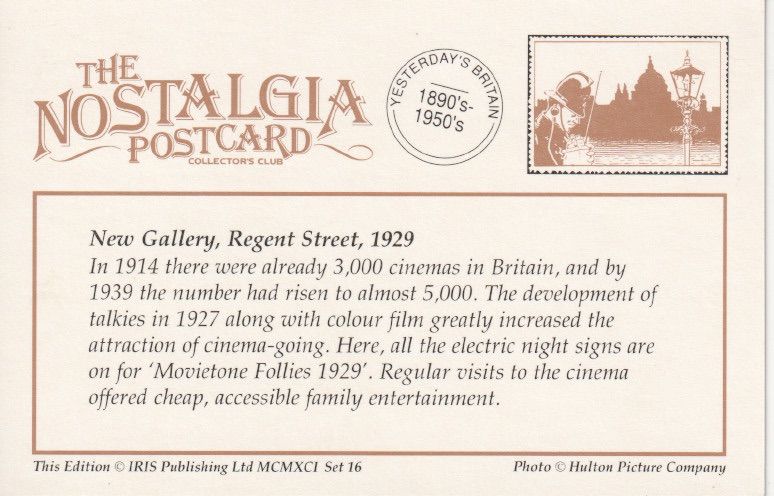 THE
NOSTALGIA
POSTCARD
COLLECTOR'S CLUB
YESTERDAY'S BRITAIN
1890's-
1950's
New Gallery, Regent Street, 1929
In 1914 there were already 3,000 cinemas in Britain, and by
1939 the number had risen to almost 5,000. The development of
talkies in 1927 along with colour film greatly increased the
attraction of cinema-going. Here, all the electric night signs are
on for ‘Movietone Follies 1929’. Regular visits to the cinema
offered cheap, accessible family entertainment.
This Edition © IRIS Publishing Ltd MCMXCI Set 16
Photo © Hulton Picture Company